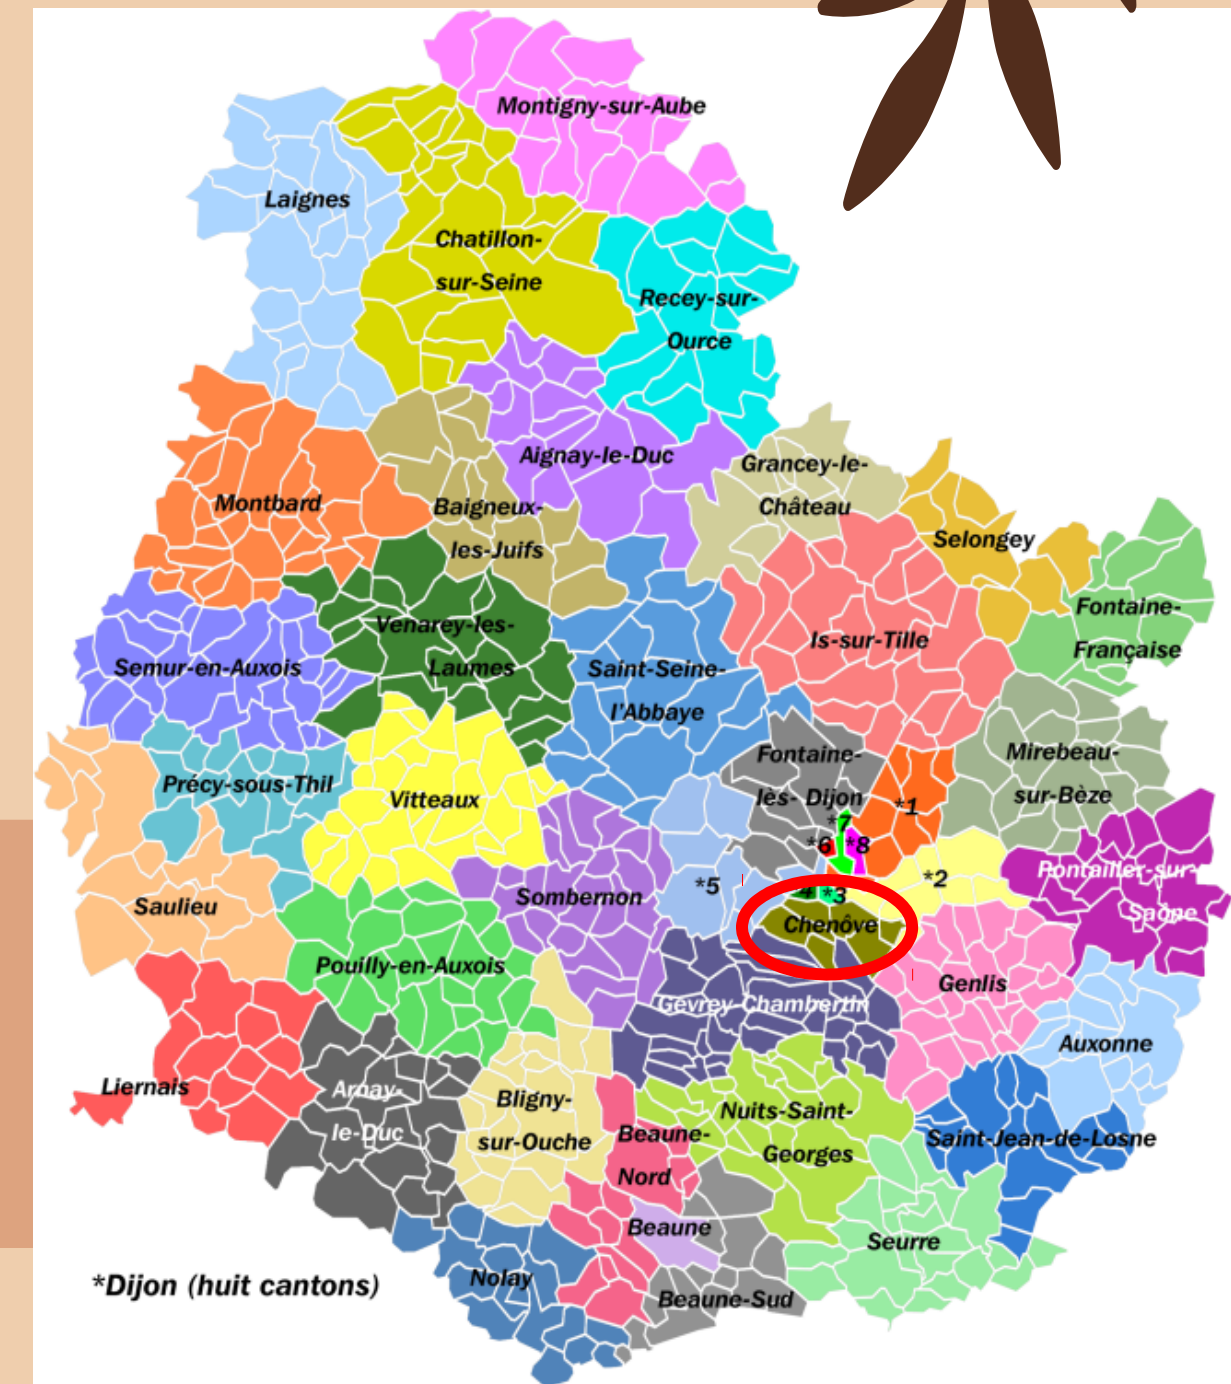 Montigny-sur-Aube
Laignes
Chatillon-
sur-Seine
Recey-sur-
Ource
Aignay-le-Duc
Grancey-le-
Château
Montbard
Baigneux-
les-Juifs
Selongey
Venarey-les-
Laumes
Fontaine-
Française
Is-sur-Tille
Semur-en-Auxois
Saint-Seine-
l'Abbaye
Fontaine-
lès- Dijon
Mirebeau-
sur-Bèze
Précy-sous-Thil
Vitteaux
*1
*7
*6
*8
Pontailler-sur-
Saône
*2
*5
4
*3
Sombernon
Saulieu
Chenôve
Pouilly-en-Auxois
Genlis
Gevrey-Chambertin
Auxonne
Liernais
Arnay-
le-Duc
Bligny-
sur-Ouche
Nuits-Saint-
Georges
Beaune-
Nord
Saint-Jean-de-Losne
Beaune
Seurre
Nolay
Beaune-Sud
*Dijon (huit cantons)